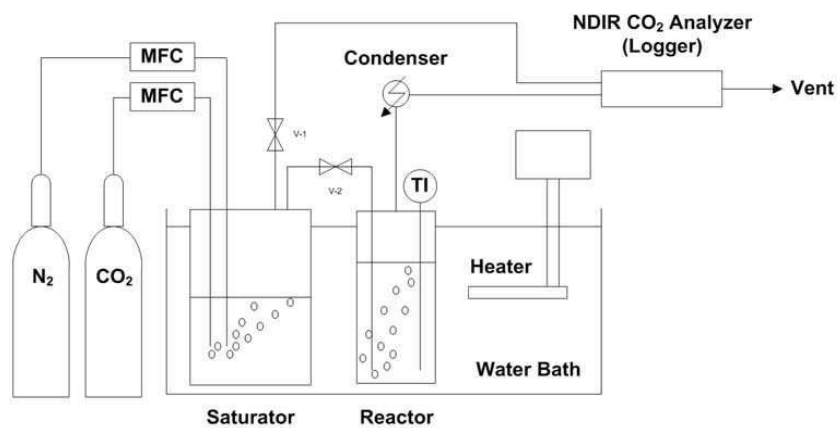 NDIR CO₂ Analyzer
(Logger)
MFC
Condenser
MFC
Vent
V-1
V-2
TI
N₂
CO₂
Heater
Water Bath
Saturator
Reactor